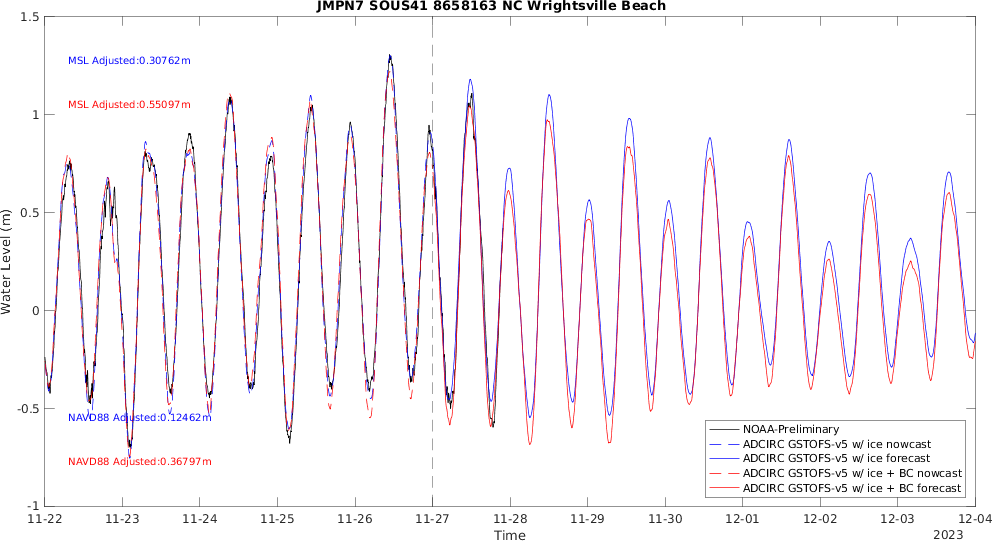 JMPN7 SOUS41 8658163 NC Wrightsville Beach
1.5
1
0.5
0
-0.5
-1
Water Level (m)
MSL Adjusted:0.30762m
MSL Adjusted:0.55097m
NAVD88 Adjusted:0.12462m
NAVD88 Adjusted:0.36797m
NOAA-Preliminary
ADCIRC GSTOFS-v5 w/ ice nowcast
ADCIRC GSTOFS-v5 w/ ice forecast
ADCIRC GSTOFS-v5 w/ ice + BC nowcast
ADCIRC GSTOFS-v5 w/ ice + BC forecast
11-22 11-23 11-24 11-25 11-26 11-27 11-28 11-29 11-30 12-01 12-02 12-03 12-04
Time
2023